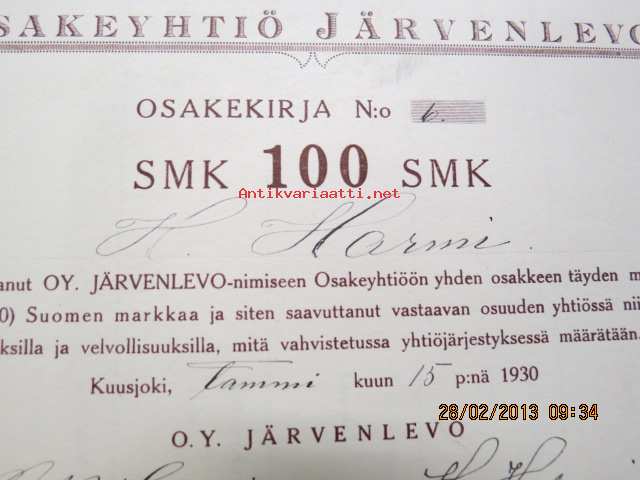 SAKEYHTIÖ JÄRVENLEVO
OSAKEKIRJA N:o 6.
SMK 100 SMK
Antikvariaatti.net
H. Harmi.
anut OY. JÄRVENLEVO-nimiseen Osakeyhtiöön yhden osakkeen täyden m
0) Suomen markkaa ja siten saavuttanut vastaavan osuuden yhtiössä nii
ksilla ja velvollisuuksilla, mitä vahvistetussa yhtiöjärjestyksessä määrätään.
Kuusjoki, Tammi kuun 15 p:nä 1930
28/02/2013 09:34
O.Y. JÄRVENLEVO